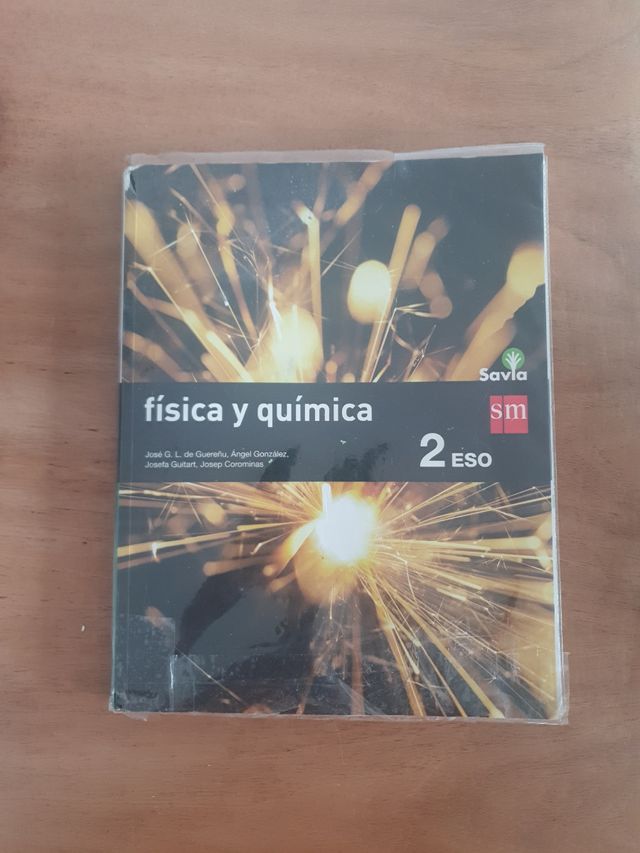 Savia
física y química
sm
José G. L. de Guereñu, Ángel González,
Josefa Guitart, Josep Corominas
2 ESO